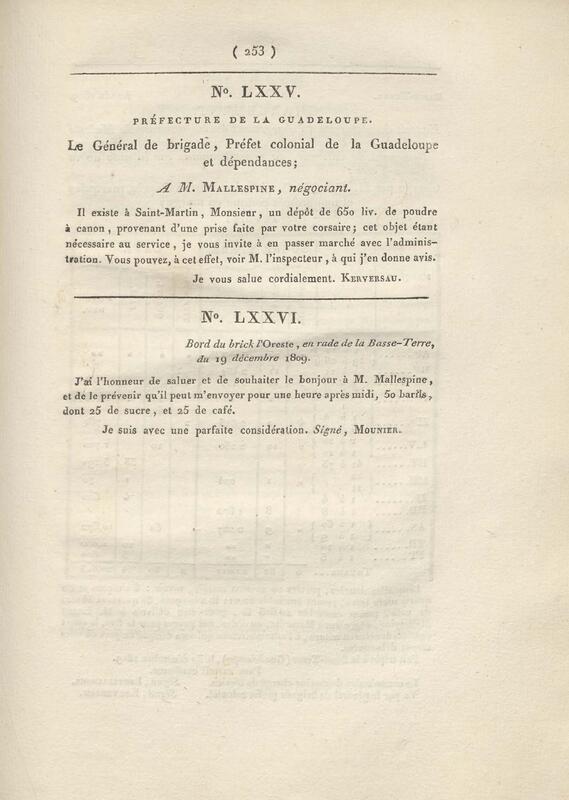 ( 253 )
No. LXXV.
PRÉFECTURE DE LA GUADELOUPE.
Le Général de brigade, Préfet colonial de la Guadeloupe
et dépendances;
A M. MALLESPINE, négociant.
Il existe à Saint-Martin, Monsieur, un dépôt de 650 liv. de poudre
à canon, provenant d'une prise faite par votre corsaire; cet objet étant
nécessaire au service, je vous invite à en passer marché avec l'adminis-
tration. Vous pouvez, à cet effet, voir M. l'inspecteur, à qui j'en donne avis.
Je vous salue cordialement. KERVERSAU.
No. LXXVI.
Bord du brick l'Oreste, en rade de la Basse-Terre,
du 19 décembre 1809.
J'ai l'honneur de saluer et de souhaiter le bonjour à M. Mallespine,
et de le prévenir qu'il peut m'envoyer pour une heure après midi, 50 barils,
dont 25 de sucre, et 25 de café.
Je suis avec une parfaite considération. Signé, MOUNIER.